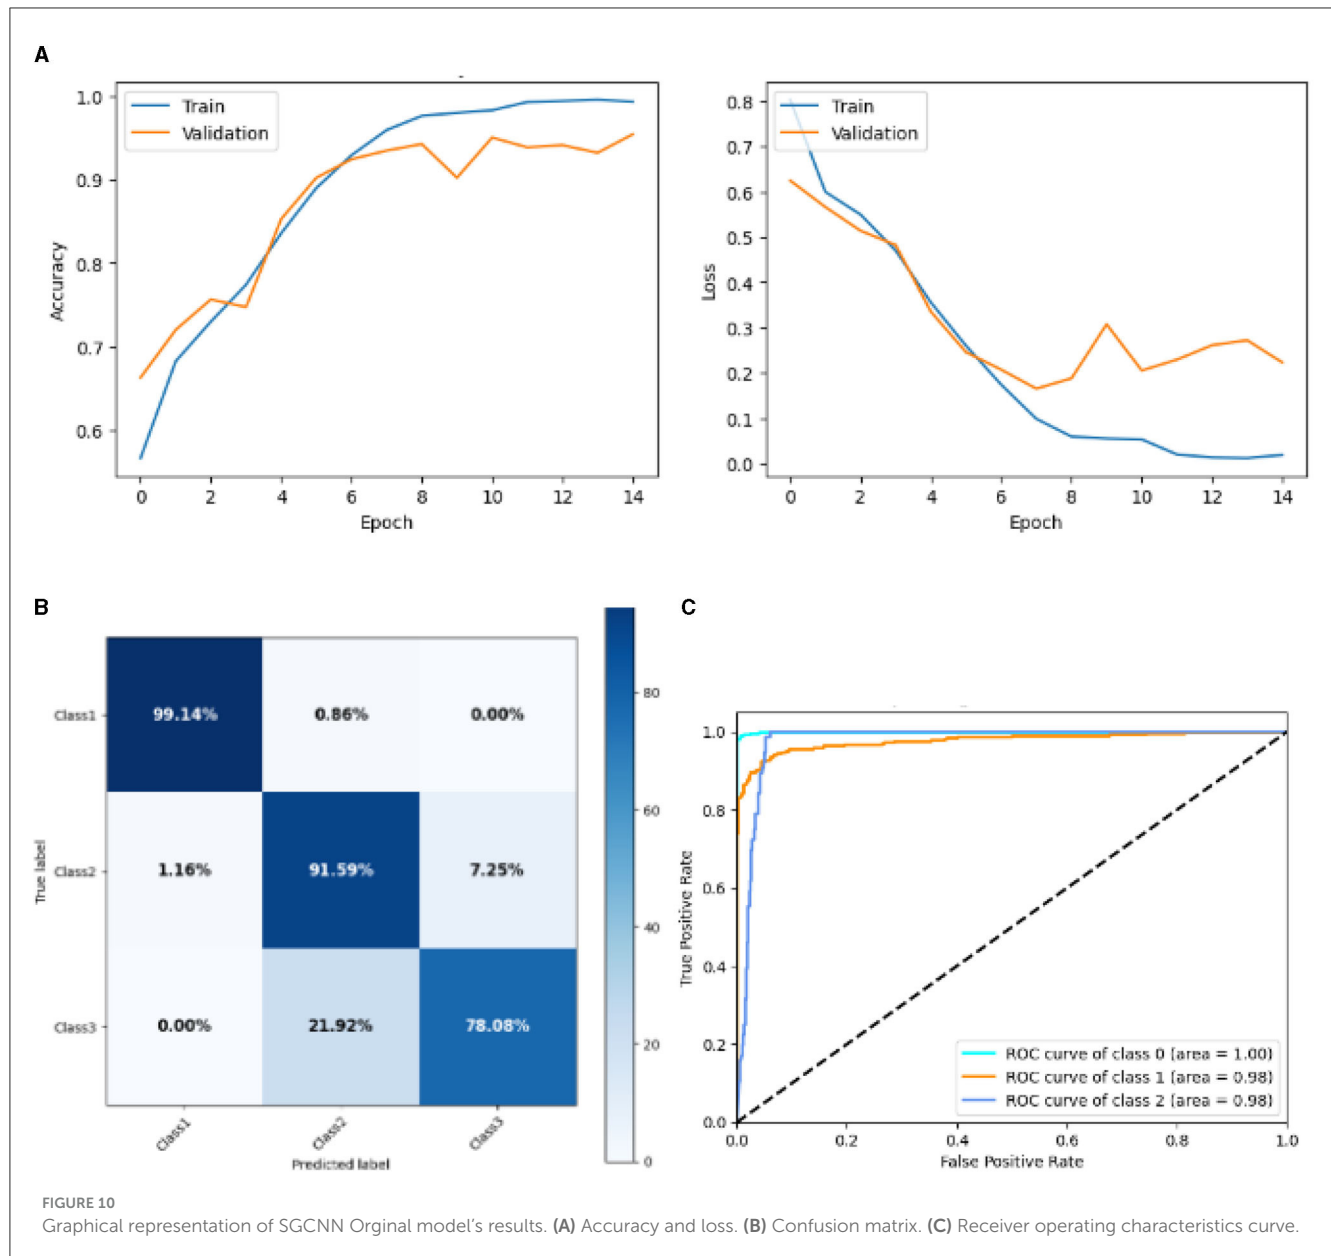 A
Train
Validation
1.0
0.9
0.8
0.7
0.6
Accuracy
0 2 4 6 8 10 12 14
Epoch
Train
Validation
0.8
0.7
0.6
0.5
0.4
0.3
0.2
0.1
0.0
Loss
0 2 4 6 8 10 12 14
Epoch
B
Class1 99.14% 0.86% 0.00%
Class2 1.16% 91.59% 7.25%
Class3 0.00% 21.92% 78.08%
True label
Class1 Class2 Class3
Predicted label
80
60
40
20
0
C
1.0
0.8
0.6
0.4
0.2
0.0
True Positive Rate
ROC curve of class 0 (area = 1.00)
ROC curve of class 1 (area = 0.98)
ROC curve of class 2 (area = 0.98)
0.0 0.2 0.4 0.6 0.8 1.0
False Positive Rate
FIGURE 10
Graphical representation of SGCNN Orginal model's results. (A) Accuracy and loss. (B) Confusion matrix. (C) Receiver operating characteristics curve.